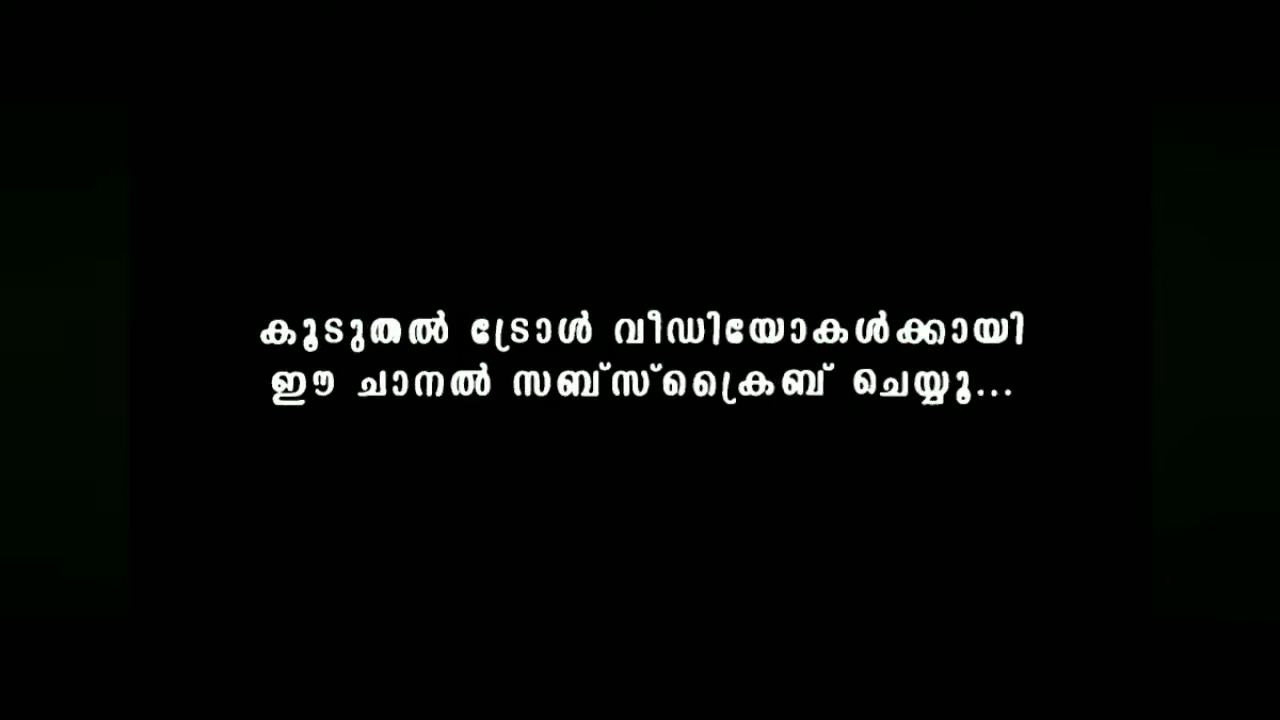 കൂടുതൽ ട്രോൾ വീഡിയോകൾക്കായി
ഈ ചാനൽ സബ്സ്ക്രൈബ് ചെയ്യൂ...